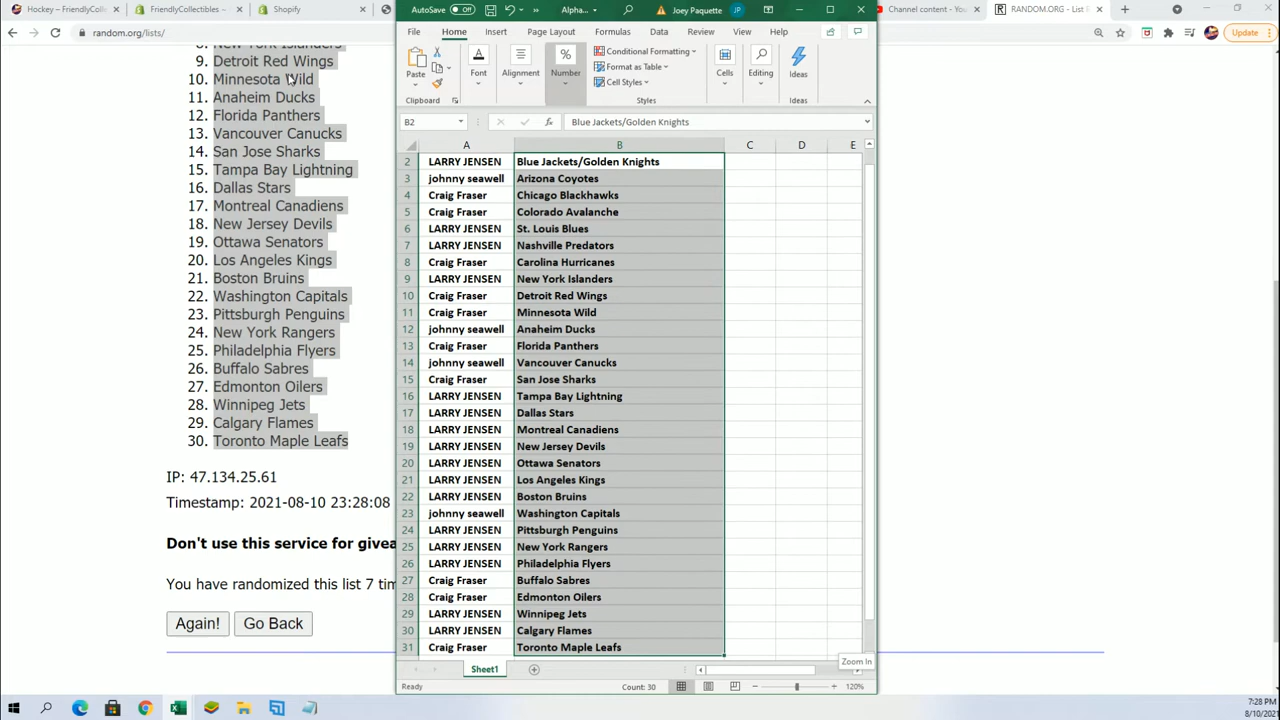 Hockey – FriendlyColle
FriendlyCollectibles ~
Shopify
AutoSave
Off
Alpha...
Joey Paquette
JP
Channel content - You
RANDOM.ORG - List
random.org/lists/
Update
File
Home
Insert
Page Layout
Formulas
Data
Review
View
Help
Paste
Font
Alignment
Number
Conditional Formatting
Format as Table
Cell Styles
Cells
Editing
Ideas
Clipboard
Styles
Ideas
B2
Blue Jackets/Golden Knights
A B C D E
8. New York Islanders
9. Detroit Red Wings
10. Minnesota Wild
11. Anaheim Ducks
12. Florida Panthers
13. Vancouver Canucks
14. San Jose Sharks
15. Tampa Bay Lightning
16. Dallas Stars
17. Montreal Canadiens
18. New Jersey Devils
19. Ottawa Senators
20. Los Angeles Kings
21. Boston Bruins
22. Washington Capitals
23. Pittsburgh Penguins
24. New York Rangers
25. Philadelphia Flyers
26. Buffalo Sabres
27. Edmonton Oilers
28. Winnipeg Jets
29. Calgary Flames
30. Toronto Maple Leafs
IP: 47.134.25.61
Timestamp: 2021-08-10 23:28:08
Don't use this service for givea
You have randomized this list 7 tim
Again!
Go Back
2 LARRY JENSEN Blue Jackets/Golden Knights
3 johnny seawell Arizona Coyotes
4 Craig Fraser Chicago Blackhawks
5 Craig Fraser Colorado Avalanche
6 LARRY JENSEN St. Louis Blues
7 LARRY JENSEN Nashville Predators
8 Craig Fraser Carolina Hurricanes
9 LARRY JENSEN New York Islanders
10 Craig Fraser Detroit Red Wings
11 Craig Fraser Minnesota Wild
12 johnny seawell Anaheim Ducks
13 Craig Fraser Florida Panthers
14 johnny seawell Vancouver Canucks
15 Craig Fraser San Jose Sharks
16 LARRY JENSEN Tampa Bay Lightning
17 LARRY JENSEN Dallas Stars
18 LARRY JENSEN Montreal Canadiens
19 LARRY JENSEN New Jersey Devils
20 LARRY JENSEN Ottawa Senators
21 LARRY JENSEN Los Angeles Kings
22 LARRY JENSEN Boston Bruins
23 johnny seawell Washington Capitals
24 LARRY JENSEN Pittsburgh Penguins
25 LARRY JENSEN New York Rangers
26 LARRY JENSEN Philadelphia Flyers
27 Craig Fraser Buffalo Sabres
28 Craig Fraser Edmonton Oilers
29 LARRY JENSEN Winnipeg Jets
30 LARRY JENSEN Calgary Flames
31 Craig Fraser Toronto Maple Leafs
Zoom In
Sheet1
Ready
Count: 30
120%
7:28 PM
8/10/2021